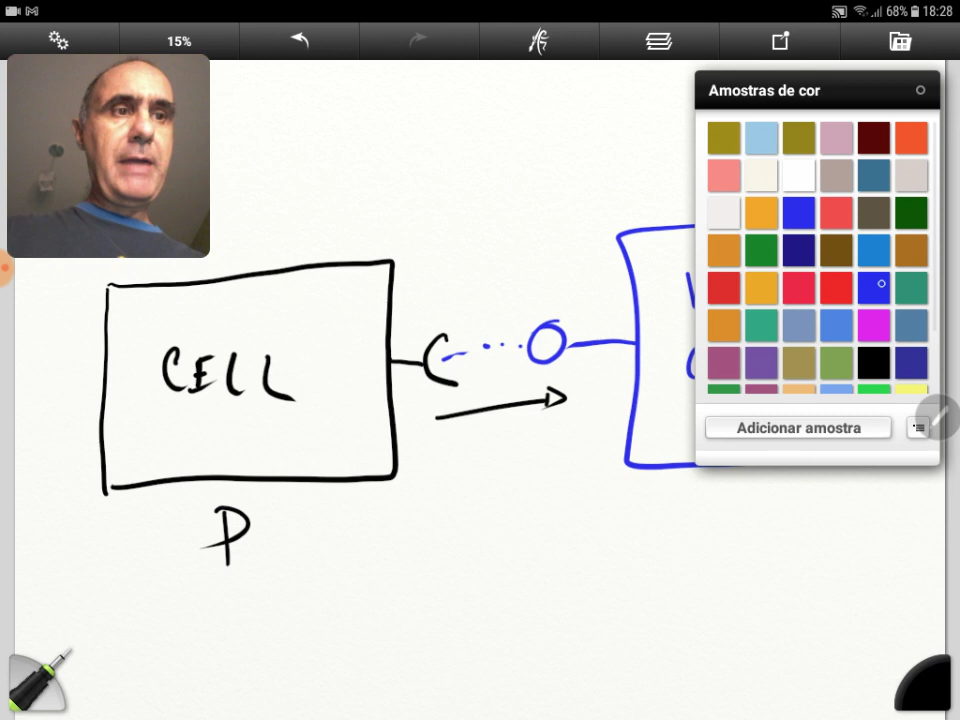 68% 18:28
15%
Amostras de cor
CELL
P
Adicionar amostra